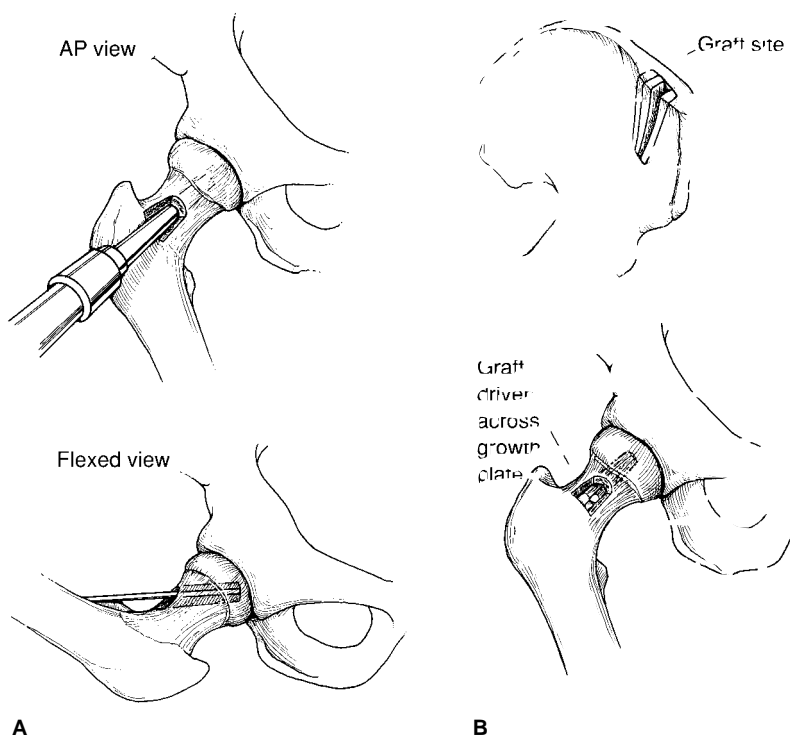 AP view
Flexed view
A
Graft site
Graft
driven
across
growth
plate
B